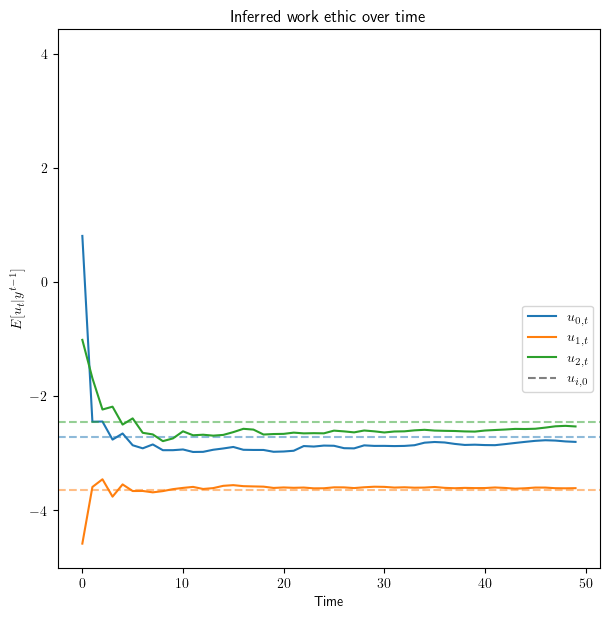 Inferred work ethic over time
4
2
0
−2
−4
E[u_t|y^{t−1}]
u_{0,t}
u_{1,t}
u_{2,t}
u_{i,0}
0 10 20 30 40 50
Time